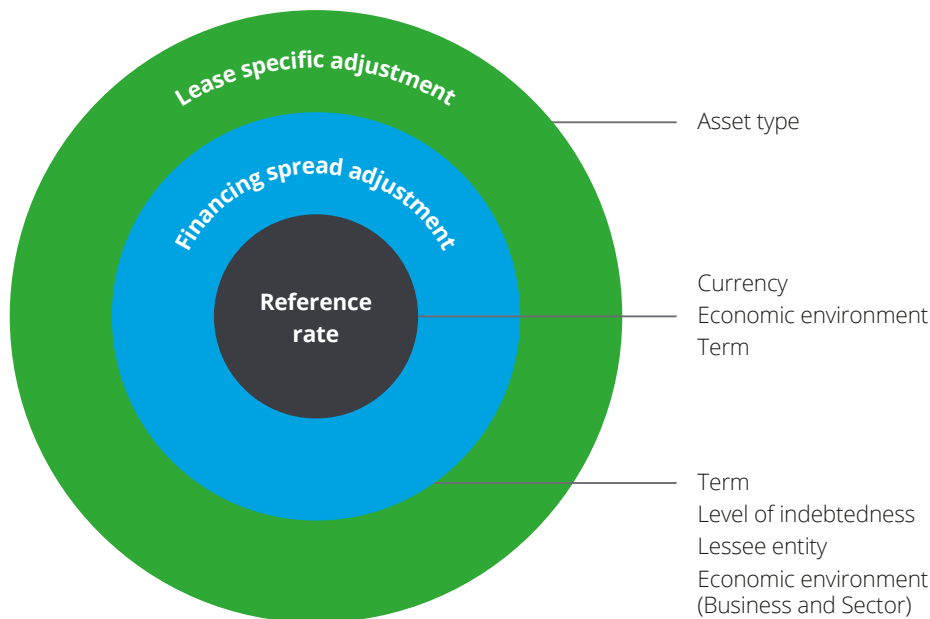 Lease specific adjustment
Financing spread adjustment
Reference
rate
Asset type
Currency
Economic environment
Term
Term
Level of indebtedness
Lessee entity
Economic environment
(Business and Sector)